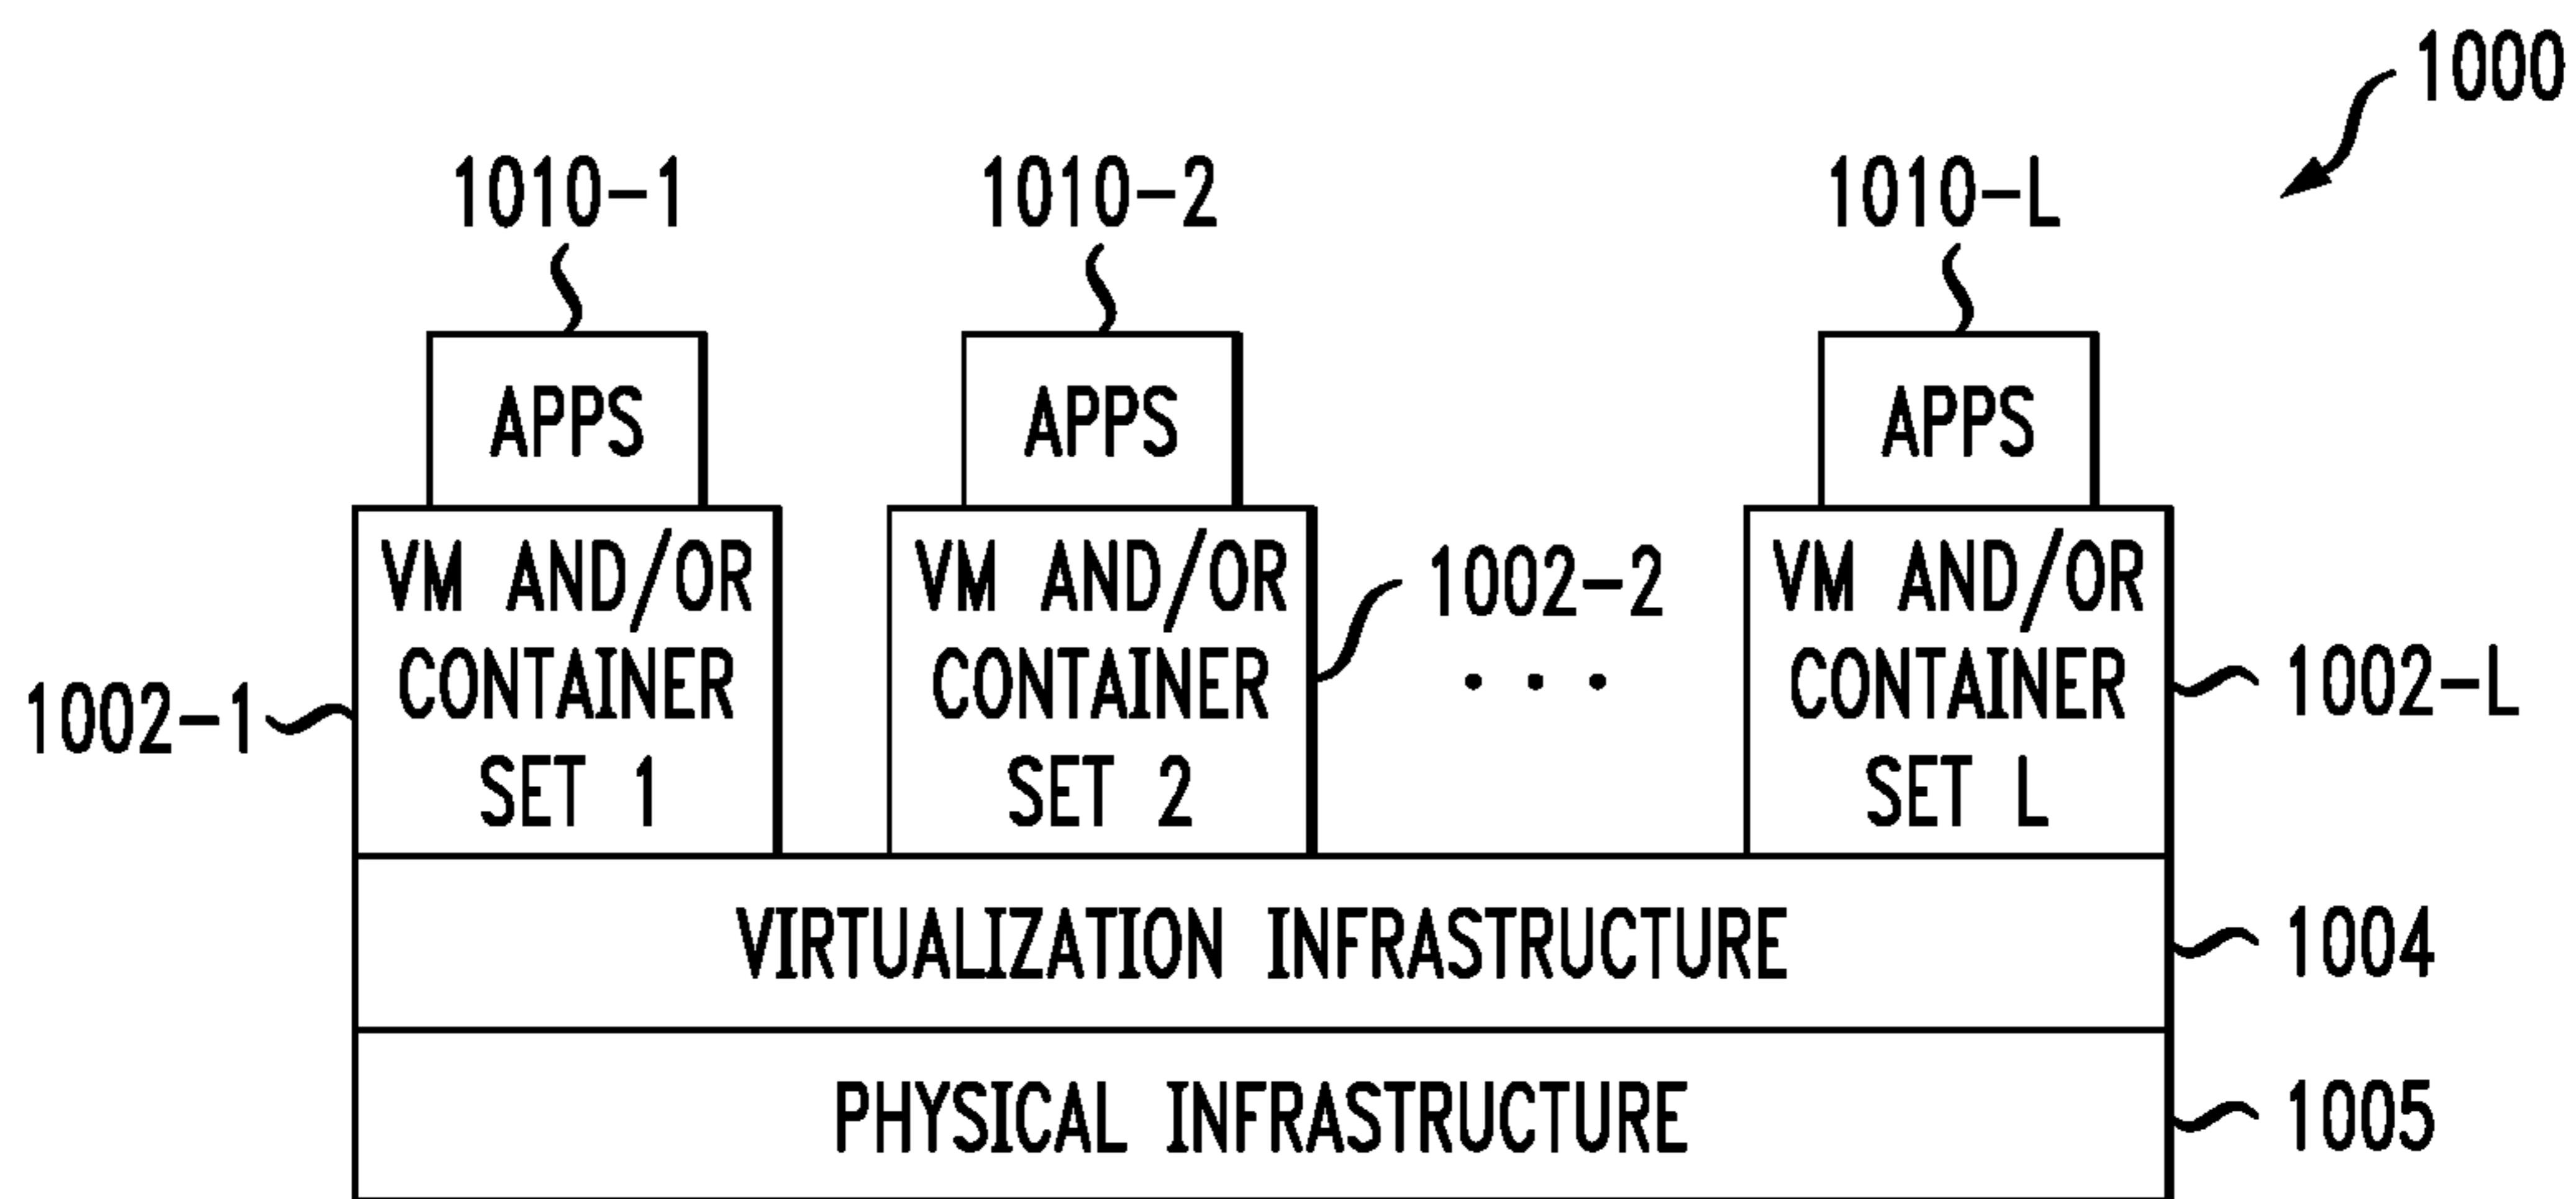 1000
1010-1
1010-2
1010-L
APPS
APPS
APPS
VM AND/OR
CONTAINER
SET 1
VM AND/OR
CONTAINER
SET 2
VM AND/OR
CONTAINER
SET L
1002-1
1002-2
. . .
1002-L
VIRTUALIZATION INFRASTRUCTURE
1004
PHYSICAL INFRASTRUCTURE
1005